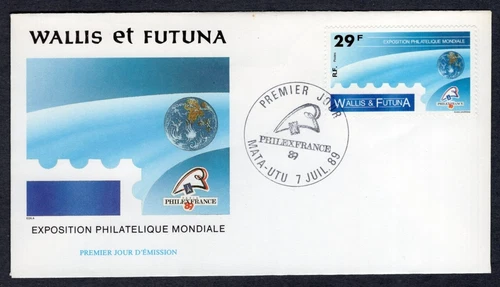 WALLIS et FUTUNA
PHILEXFRANCE
89
EXPOSITION PHILATELIQUE MONDIALE
PREMIER JOUR D'ÉMISSION
PREMIER JOUR
PHILEXFRANCE
89
MATA-UTU 7 JUIL. 89
29F
EXPOSITION PHILATELIQUE MONDIALE
R.F.
WALLIS & FUTUNA